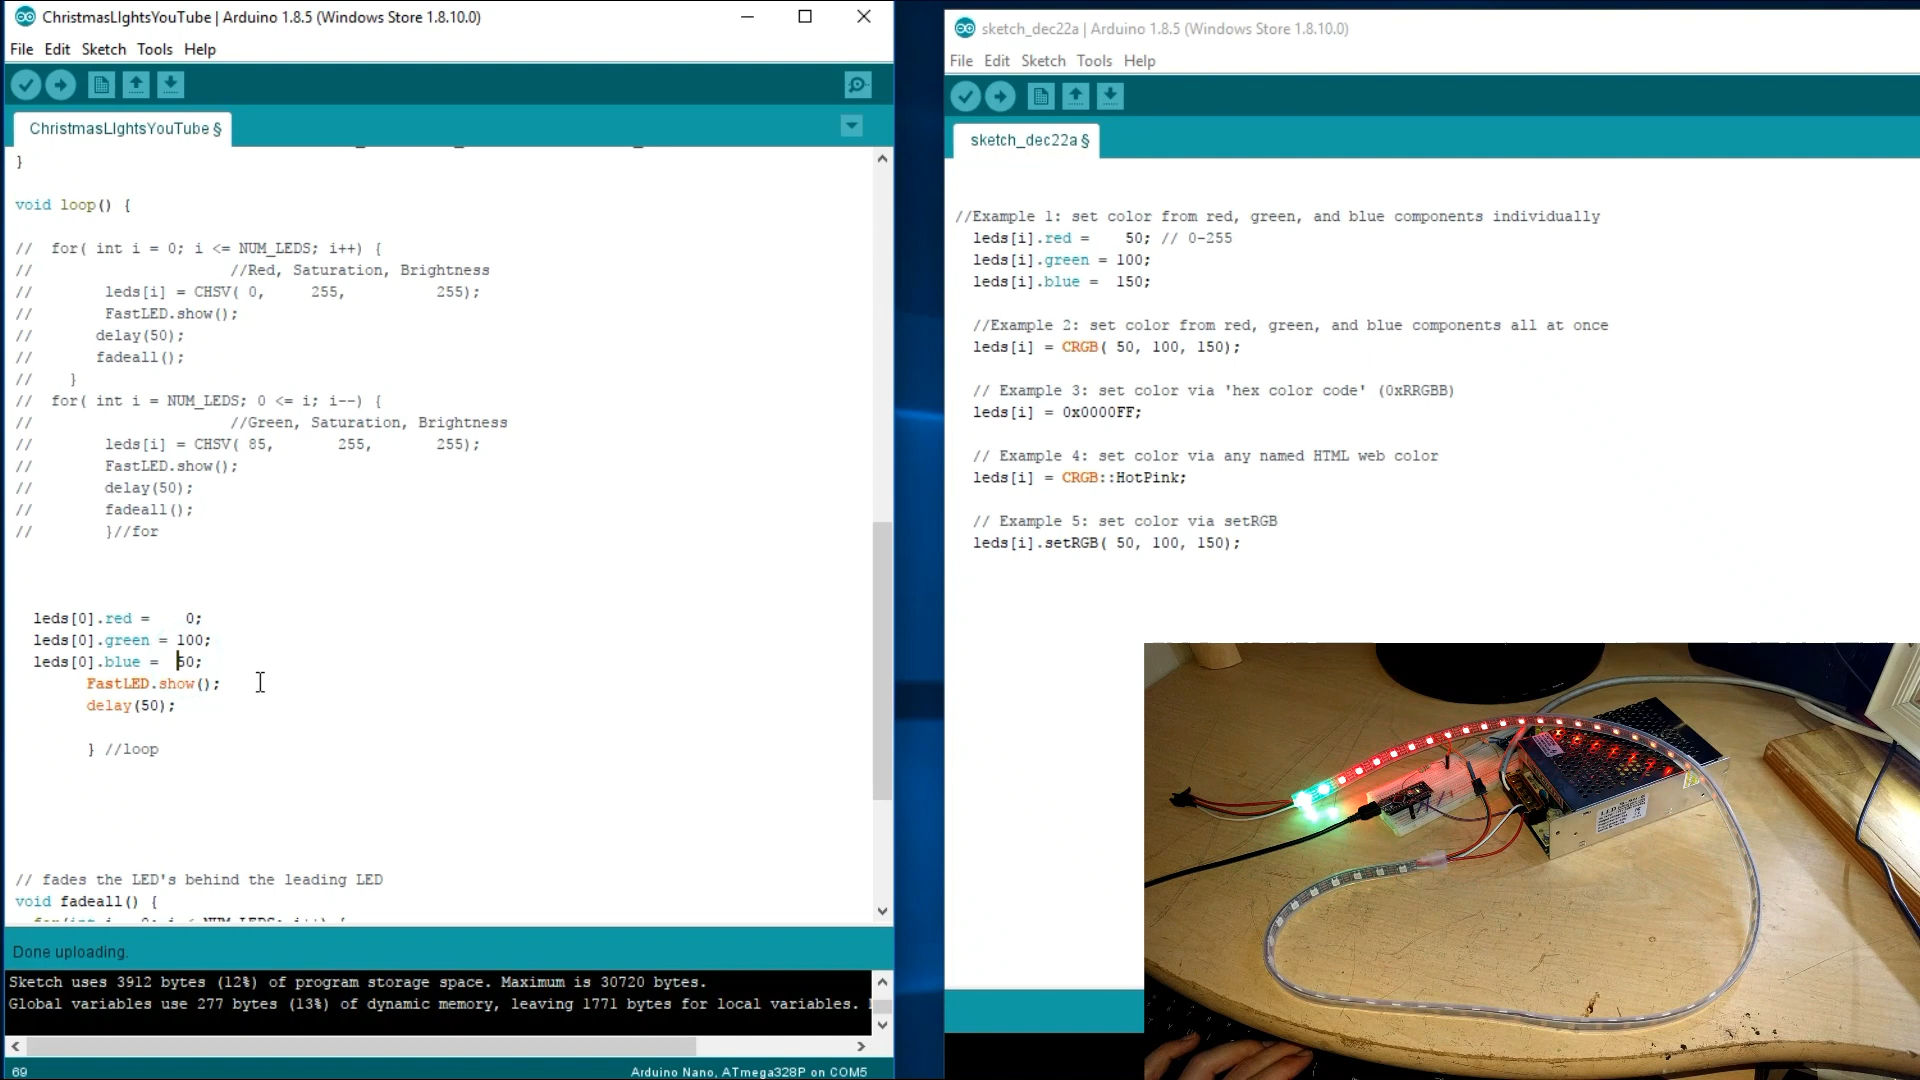 ChristmasLIghtsYouTube | Arduino 1.8.5 (Windows Store 1.8.10.0)
File Edit Sketch Tools Help
ChristmasLIghtsYouTube §
}
void loop() {
//  for( int i = 0; i <= NUM_LEDS; i++) {
//                      //Red, Saturation, Brightness
//        leds[i] = CHSV( 0,     255,          255);
//        FastLED.show();
//       delay(50);
//       fadeall();
//    }
//  for( int i = NUM_LEDS; 0 <= i; i--) {
//                      //Green, Saturation, Brightness
//        leds[i] = CHSV( 85,       255,       255);
//        FastLED.show();
//        delay(50);
//        fadeall();
//        }//for
leds[0].red =    0;
leds[0].green = 100;
leds[0].blue =  50;
FastLED.show();
delay(50);
} //loop
// fades the LED's behind the leading LED
void fadeall() {
Done uploading.
Sketch uses 3912 bytes (12%) of program storage space. Maximum is 30720 bytes.
Global variables use 277 bytes (13%) of dynamic memory, leaving 1771 bytes for local variables.
69
Arduino Nano, ATmega328P on COM5
sketch_dec22a | Arduino 1.8.5 (Windows Store 1.8.10.0)
File Edit Sketch Tools Help
sketch_dec22a §
//Example 1: set color from red, green, and blue components individually
leds[i].red =    50; // 0-255
leds[i].green = 100;
leds[i].blue =  150;
//Example 2: set color from red, green, and blue components all at once
leds[i] = CRGB( 50, 100, 150);
// Example 3: set color via 'hex color code' (0xRRGGBB)
leds[i] = 0x0000FF;
// Example 4: set color via any named HTML web color
leds[i] = CRGB::HotPink;
// Example 5: set color via setRGB
leds[i].setRGB( 50, 100, 150);